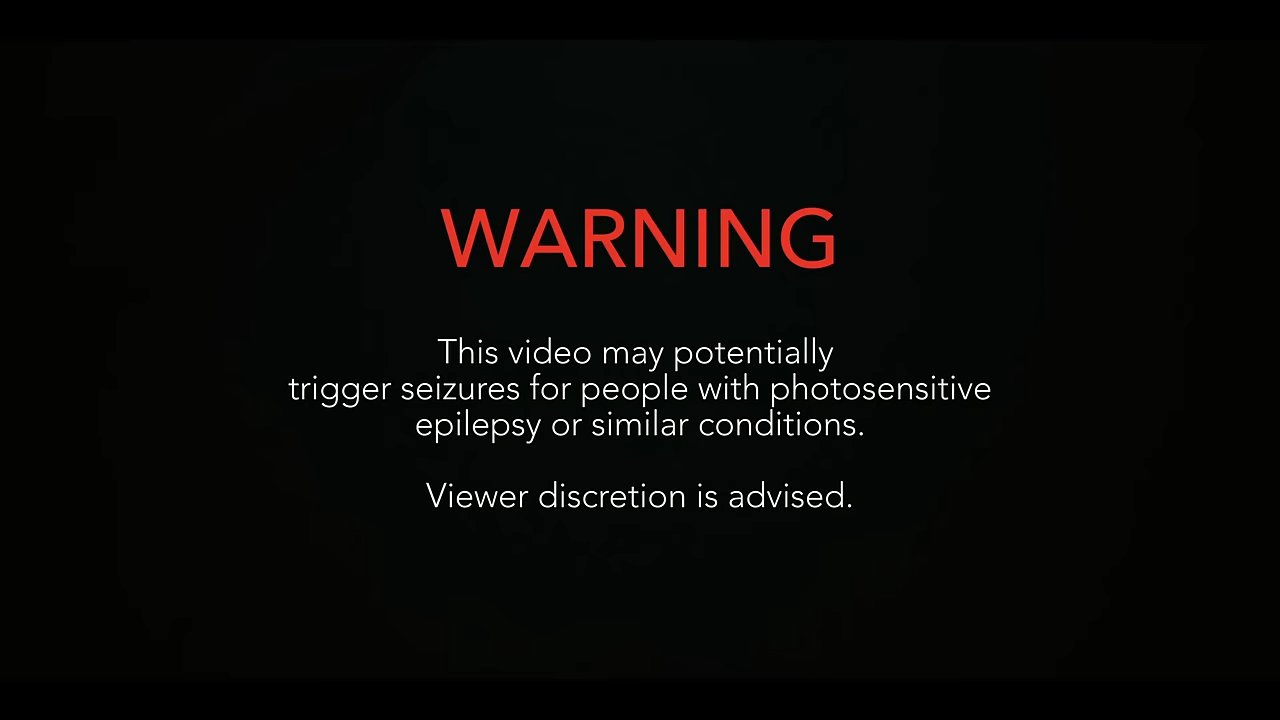 WARNING
This video may potentially
trigger seizures for people with photosensitive
epilepsy or similar conditions.
Viewer discretion is advised.